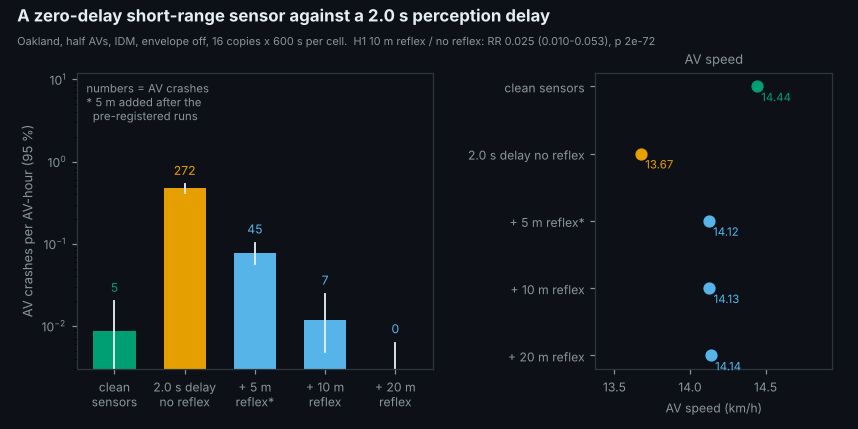 A zero-delay short-range sensor against a 2.0 s perception delay
Oakland, half AVs, IDM, envelope off, 16 copies x 600 s per cell.  H1 10 m reflex / no reflex: RR 0.025 (0.010-0.053), p 2e-72
AV crashes per AV-hour (95 %)
10¹
10⁰
10⁻¹
10⁻²
numbers = AV crashes
* 5 m added after the
pre-registered runs
5
272
45
7
0
clean
sensors
2.0 s delay
no reflex
+ 5 m
reflex*
+ 10 m
reflex
+ 20 m
reflex
AV speed
clean sensors
2.0 s delay no reflex
+ 5 m reflex*
+ 10 m reflex
+ 20 m reflex
14.44
13.67
14.12
14.13
14.14
13.5
14.0
14.5
AV speed (km/h)